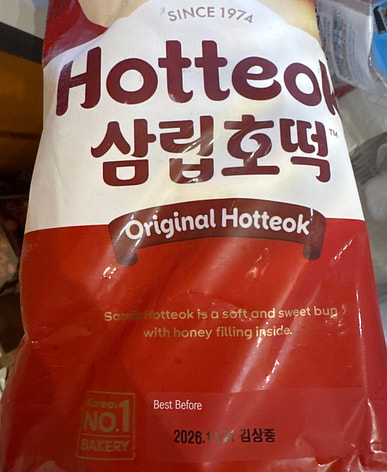 SINCE 1974
Hotteok
삼립호떡
TM
Original Hotteok
Hotteok is a soft and sweet bun
with honey filling inside.
Korea's
NO.1
BAKERY
Best Before
김상중